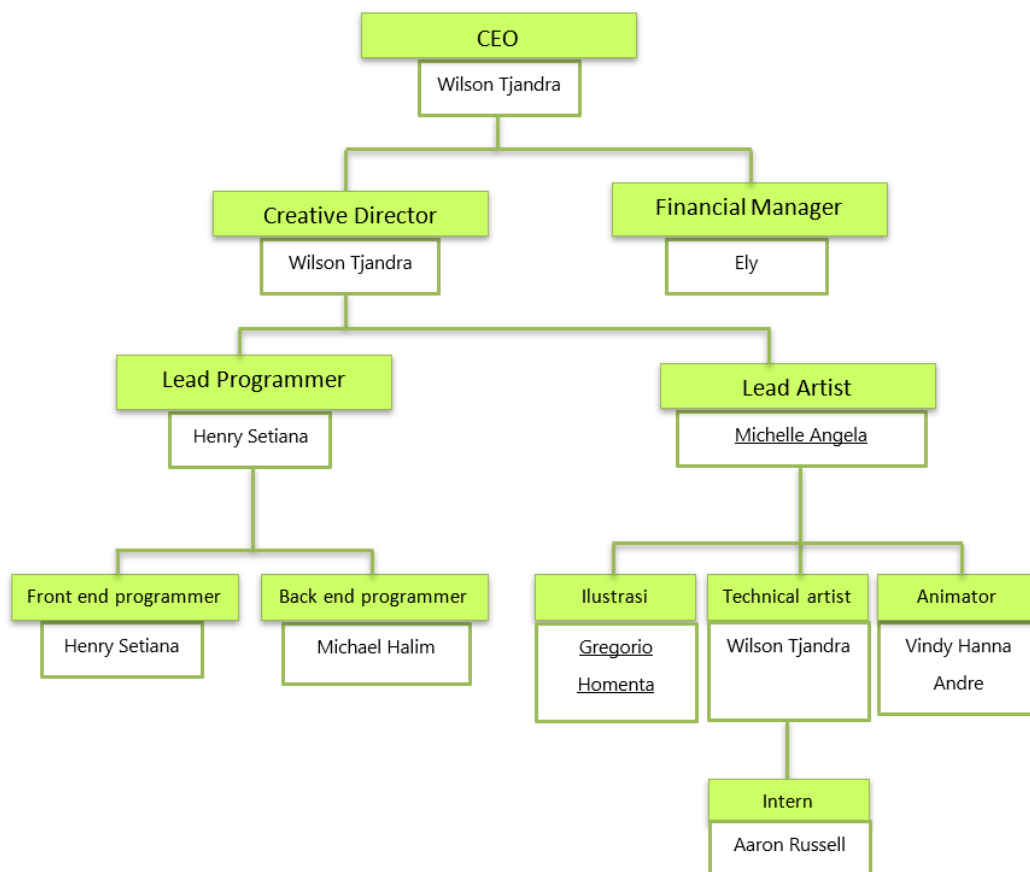 CEO
Wilson Tjandra
Creative Director
Wilson Tjandra
Financial Manager
Ely
Lead Programmer
Henry Setiana
Lead Artist
Michelle Angela
Front end programmer
Henry Setiana
Back end programmer
Michael Halim
Ilustrasi
Gregorio
Homenta
Technical artist
Wilson Tjandra
Animator
Vindy Hanna
Andre
Intern
Aaron Russell